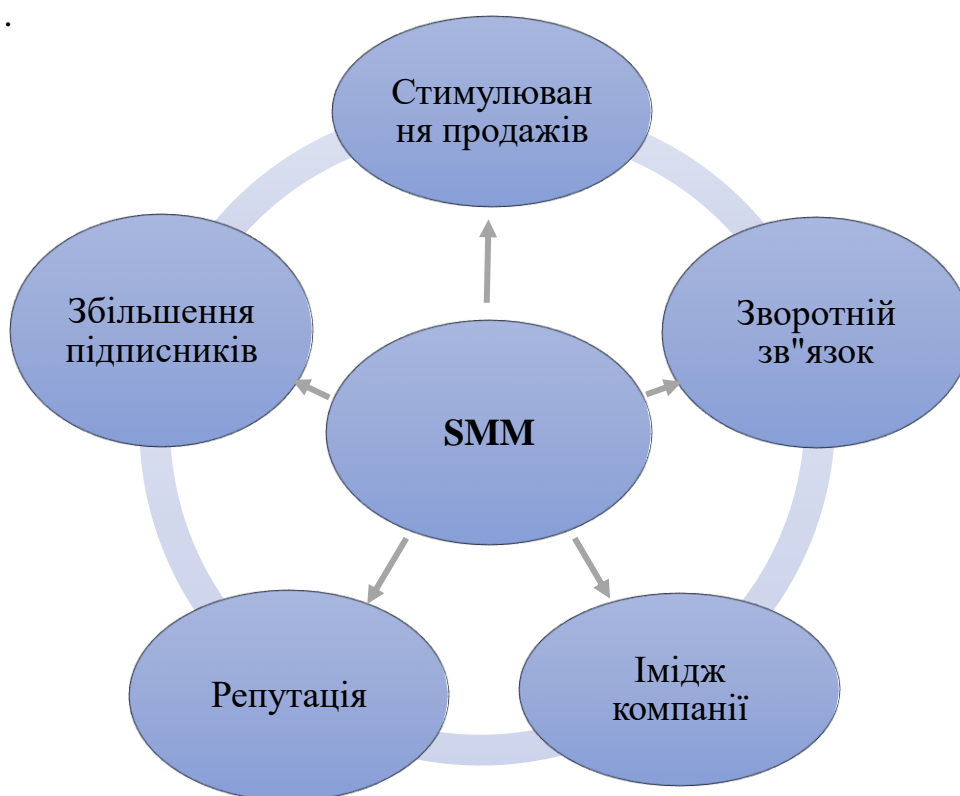 .
Стимулюван
ня продажів
Збільшення
підписників
Зворотній
зв"язок
SMM
Репутація
Імідж
компанії